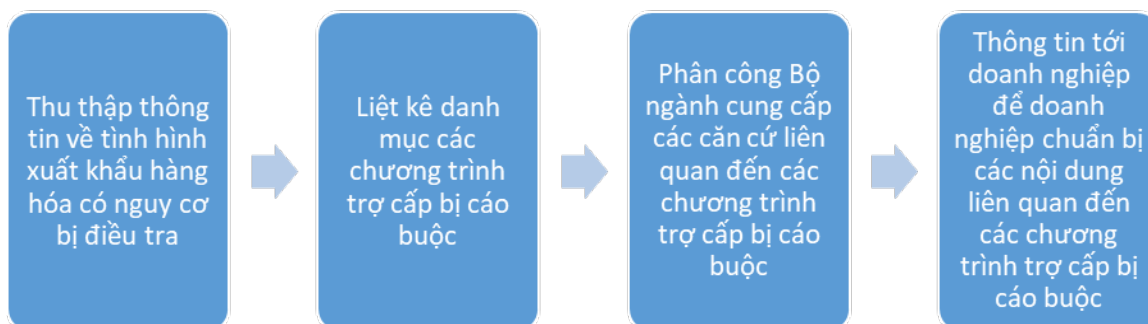 Thu thập thông
tin về tình hình
xuất khẩu hàng
hóa có nguy cơ
bị điều tra
Liệt kê danh
mục các
chương trình
trợ cấp bị cáo
buộc
Phân công Bộ
ngành cung cấp
các căn cứ liên
quan đến các
chương trình
trợ cấp bị cáo
buộc
Thông tin tới
doanh nghiệp
để doanh
nghiệp chuẩn bị
các nội dung
liên quan đến
các chương
trình trợ cấp bị
cáo buộc